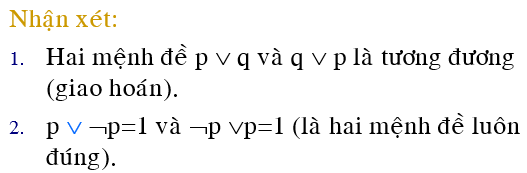 Nhận xét:
1. Hai mệnh đề p ∨ q và q ∨ p là tương đương
(giao hoán).
2. p ∨ ¬p=1 và ¬p ∨p=1 (là hai mệnh đề luôn
đúng).